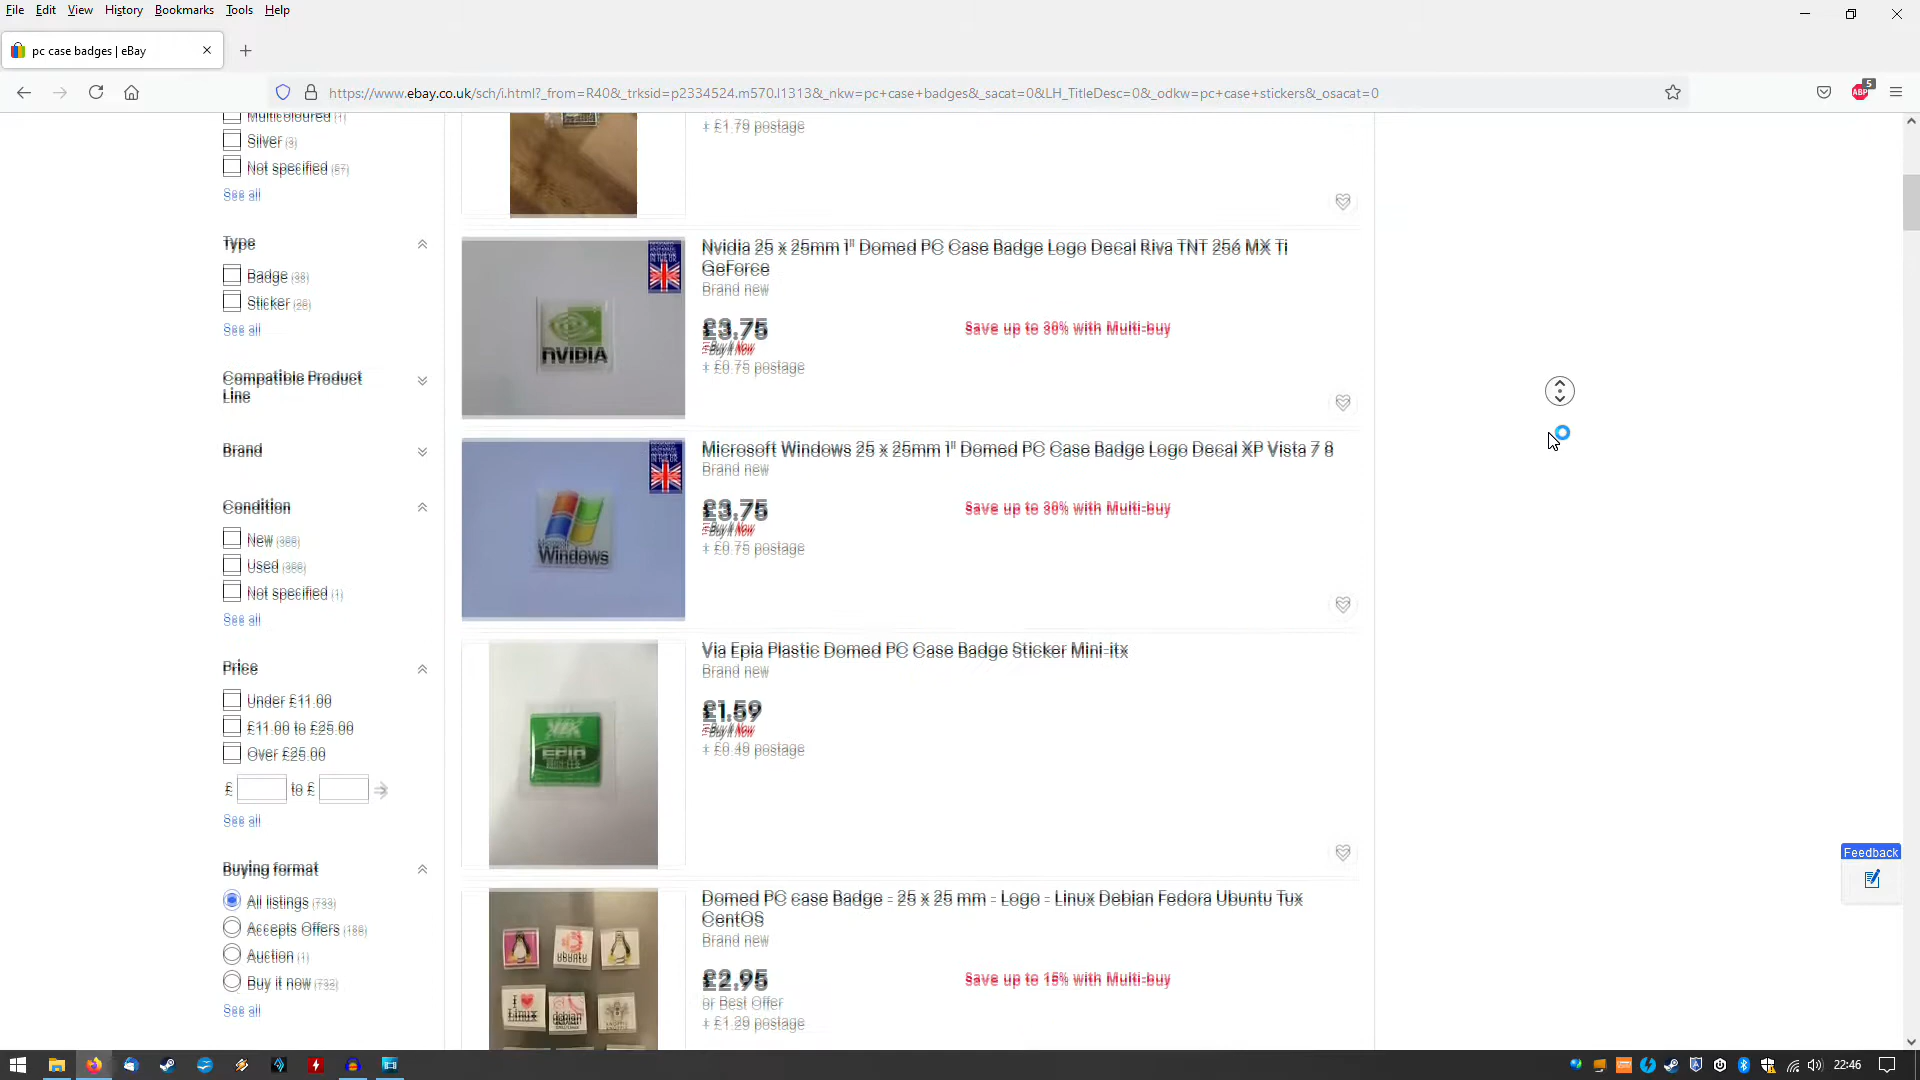 File Edit View History Bookmarks Tools Help
pc case badges | eBay
https://www.ebay.co.uk/sch/i.html?_from=R40&_trksid=p2334524.m570.l1313&_nkw=pc+case+badges&_sacat=0&LH_TitleDesc=0&_odkw=pc+case+stickers&_osacat=0
5
ABP
Multicoloured (1)
Silver (3)
Not specified (57)
See all
Type
Badge (38)
Sticker (26)
See all
Compatible Product
Line
Brand
Condition
New
Used
Not specified (1)
See all
Price
Under £11.00
£11.00 to £25.00
Over £25.00
£ to £
See all
Buying format
All listings (733)
Accepts Offers
Auction (1)
Buy it now (732)
See all
+ £1.79 postage
NVIDIA
Nvidia 25 x 25mm 1" Domed PC Case Badge Logo Decal Riva TNT 256 MX Ti
GeForce
Brand new
£3.75
Buy It Now
+ £0.75 postage
Save up to 30% with Multi-buy
Microsoft
Windows
Microsoft Windows 25 x 25mm 1" Domed PC Case Badge Logo Decal XP Vista 7 8
Brand new
£3.75
Buy It Now
+ £0.75 postage
Save up to 30% with Multi-buy
VIA
EPIA
Via Epia Plastic Domed PC Case Badge Sticker Mini-itx
Brand new
£1.59
Buy It Now
+ £0.49 postage
ubuntu
I
Linux
debian
Domed PC case Badge - 25 x 25 mm - Logo - Linux Debian Fedora Ubuntu Tux
CentOS
Brand new
£2.95
or Best Offer
+ £1.29 postage
Save up to 15% with Multi-buy
Feedback
22:46